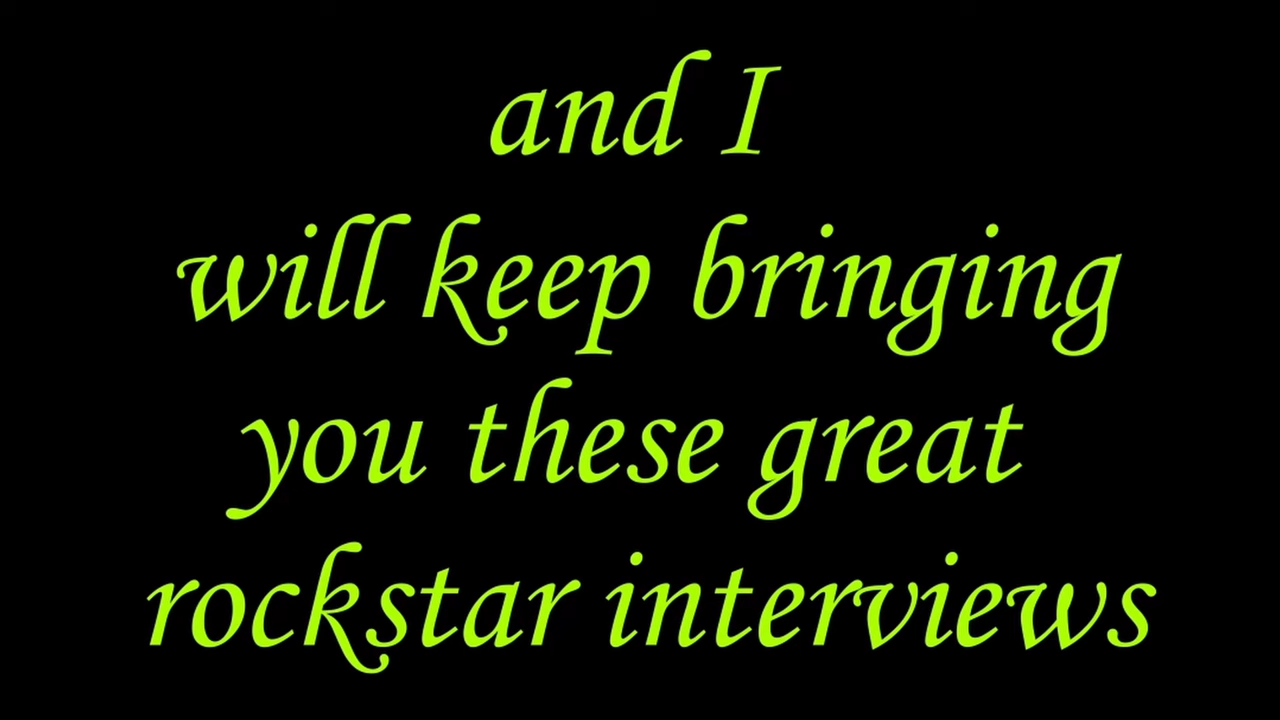 and I
will keep bringing
you these great
rockstar interviews